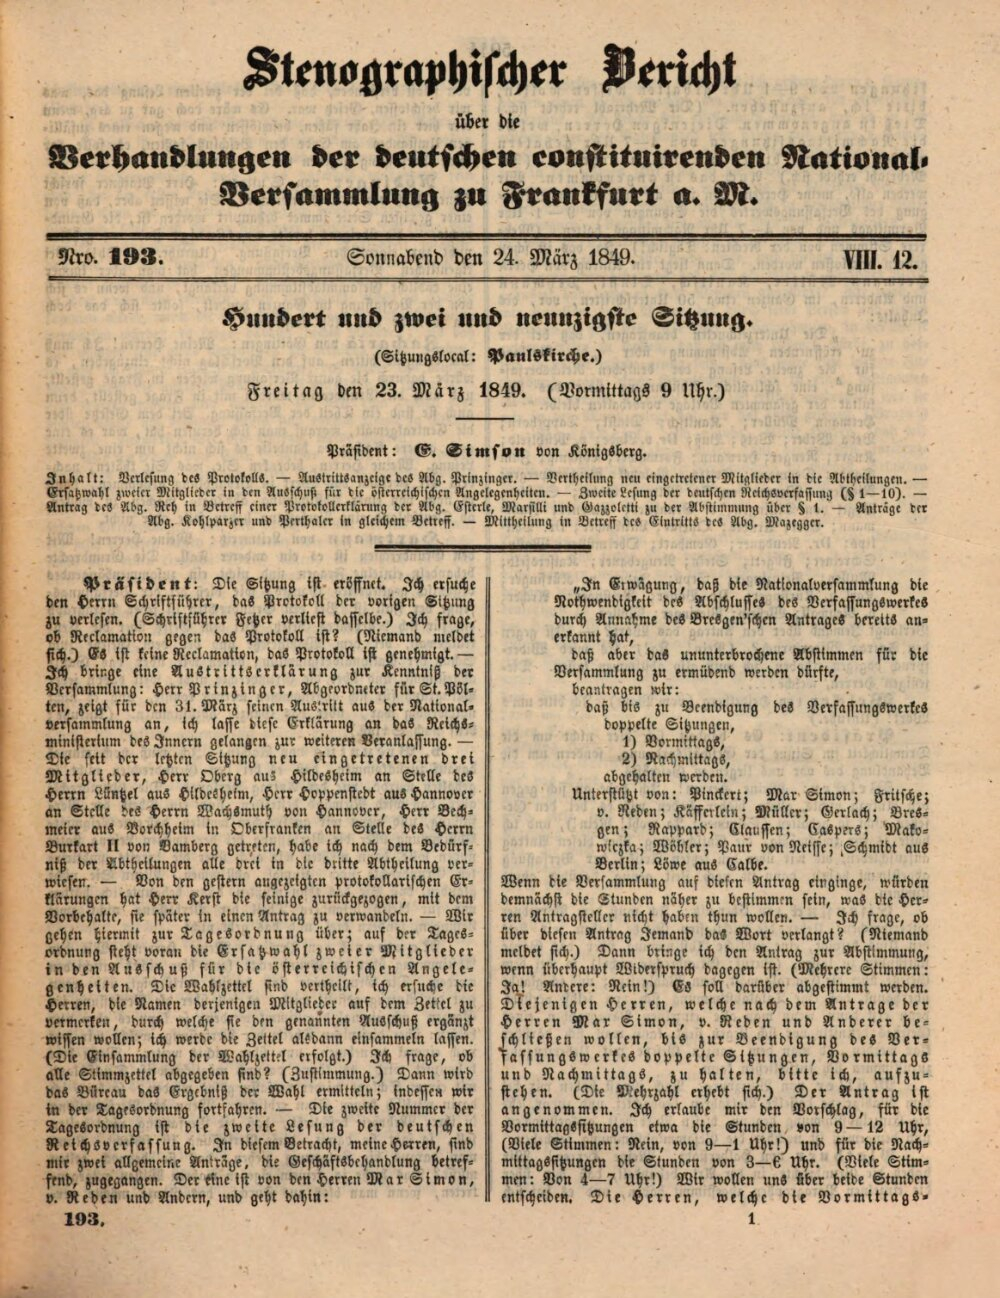 Stenographischer Bericht
über die
Verhandlungen der deutschen constituirenden National-
Versammlung zu Frankfurt a. M.
Nro. 193.
Sonnabend den 24. März 1849.
VIII. 12.
Hundert und zwei und neunzigste Sitzung.
(Sitzungslocal: Paulskirche.)
Freitag den 23. März 1849. (Vormittags 9 Uhr.)
Präsident: E. Simson von Königsberg.
Inhalt: Verlesung des Protokolls. — Austrittsanzeige des Abg. Prinzinger. — Vertheilung neu eingetretener Mitglieder in die Abtheilungen. —
Ersatzwahl zweier Mitglieder in den Ausschuß für die österreichischen Angelegenheiten. — Zweite Lesung der deutschen Reichsverfassung (§ 1—10). —
Antrag des Abg. Reh in Betreff einer Protokollerklärung der Abg. Esterle, Marsilli und Gazzoletti zu der Abstimmung über § 1. — Anträge der
Abg. Kohlparzer und Perthaler in gleichem Betreff. — Mittheilung in Betreff des Eintritts des Abg. Mazegger.
Präsident: Die Sitzung ist eröffnet. Ich ersuche
den Herrn Schriftführer, das Protokoll der vorigen Sitzung
zu verlesen. (Schriftführer Fetzer verliest dasselbe.) Ich frage,
ob Reclamation gegen das Protokoll ist? (Niemand meldet
sich.) Es ist keine Reclamation, das Protokoll ist genehmigt. —
Ich bringe eine Austrittserklärung zur Kenntniß der
Versammlung: Herr Prinzinger, Abgeordneter für St. Pöl-
ten, zeigt für den 31. März seinen Austritt aus der National-
versammlung an, ich lasse diese Erklärung an das Reichs-
ministerium des Innern gelangen zur weiteren Veranlassung. —
Die seit der letzten Sitzung neu eingetretenen drei
Mitglieder, Herr Oberg aus Hildesheim an Stelle des
Herrn Lüntzel aus Hildesheim, Herr Hoppenstedt aus Hannover
an Stelle des Herrn Wachsmuth von Hannover, Herr Bech-
meier aus Vorchheim in Oberfranken an Stelle des Herrn
Burkart II von Bamberg getreten, habe ich nach dem Bedürf-
niß der Abtheilungen alle drei in die dritte Abtheilung ver-
wiesen. — Von den gestern angezeigten protokollarischen Er-
klärungen hat Herr Kerst die seinige zurückgezogen, mit dem
Vorbehalte, sie später in einen Antrag zu verwandeln. — Wir
gehen hiermit zur Tagesordnung über; auf der Tages-
ordnung steht voran die Ersatzwahl zweier Mitglieder
in den Ausschuß für die österreichischen Angele-
genheiten. Die Wahlzettel sind vertheilt, ich ersuche die
Herren, die Namen derjenigen Mitglieder auf dem Zettel zu
vermerken, durch welche sie den genannten Ausschuß ergänzt
wissen wollen; ich werde die Zettel alsdann einsammeln lassen.
(Die Einsammlung der Wahlzettel erfolgt.) Ich frage, ob
alle Stimmzettel abgegeben sind? (Zustimmung.) Dann wird
das Büreau das Ergebniß der Wahl ermitteln; indessen wir
in der Tagesordnung fortfahren. — Die zweite Nummer der
Tagesordnung ist die zweite Lesung der deutschen
Reichsverfassung. In diesem Betracht, meine Herren, sind
mir zwei allgemeine Anträge, die Geschäftsbehandlung betref-
fend, zugegangen. Der eine ist von den Herren Max Simon,
v. Reden und Andern, und geht dahin:
„In Erwägung, daß die Nationalversammlung die
Nothwendigkeit des Abschlusses des Verfassungswerkes
durch Annahme des Bresgen'schen Antrages bereits an-
erkannt hat,
daß aber das ununterbrochene Abstimmen für die
Versammlung zu ermüdend werden dürfte,
beantragen wir:
daß bis zu Beendigung des Verfassungswerkes
doppelte Sitzungen,
1) Vormittags,
2) Nachmittags,
abgehalten werden.
Unterstützt von: Pinckert; Max Simon; Fritsche;
v. Reden; Käfferlein; Müller; Gerlach; Bres-
gen; Rappard; Claussen; Caspers; Mako-
wiczka; Wöhler; Paur von Neisse; Schmidt aus
Berlin; Löwe aus Calbe.
Wenn die Versammlung auf diesen Antrag einginge, würden
demnächst die Stunden näher zu bestimmen sein, was die Her-
ren Antragsteller nicht haben thun wollen. — Ich frage, ob
über diesen Antrag Jemand das Wort verlangt? (Niemand
meldet sich.) Dann bringe ich den Antrag zur Abstimmung,
wenn überhaupt Widerspruch dagegen ist. (Mehrere Stimmen:
Ja! Andere: Nein!) Es soll darüber abgestimmt werden.
Diejenigen Herren, welche nach dem Antrage der
Herren Max Simon, v. Reden und Anderer be-
schließen wollen, bis zur Beendigung des Ver-
fassungswerkes doppelte Sitzungen, Vormittags
und Nachmittags, zu halten, bitte ich, aufzu-
stehen. (Die Mehrzahl erhebt sich.) Der Antrag ist
angenommen. Ich erlaube mir den Vorschlag, für die
Vormittagssitzungen etwa die Stunden von 9—12 Uhr,
(Viele Stimmen: Nein, von 9—1 Uhr!) und für die Nach-
mittagssitzungen die Stunden von 3—6 Uhr. (Viele Stim-
men: Von 4—7 Uhr!) Wir wollen uns über beide Stunden
entscheiden. Die Herren, welche die Vormittags-
193.
1